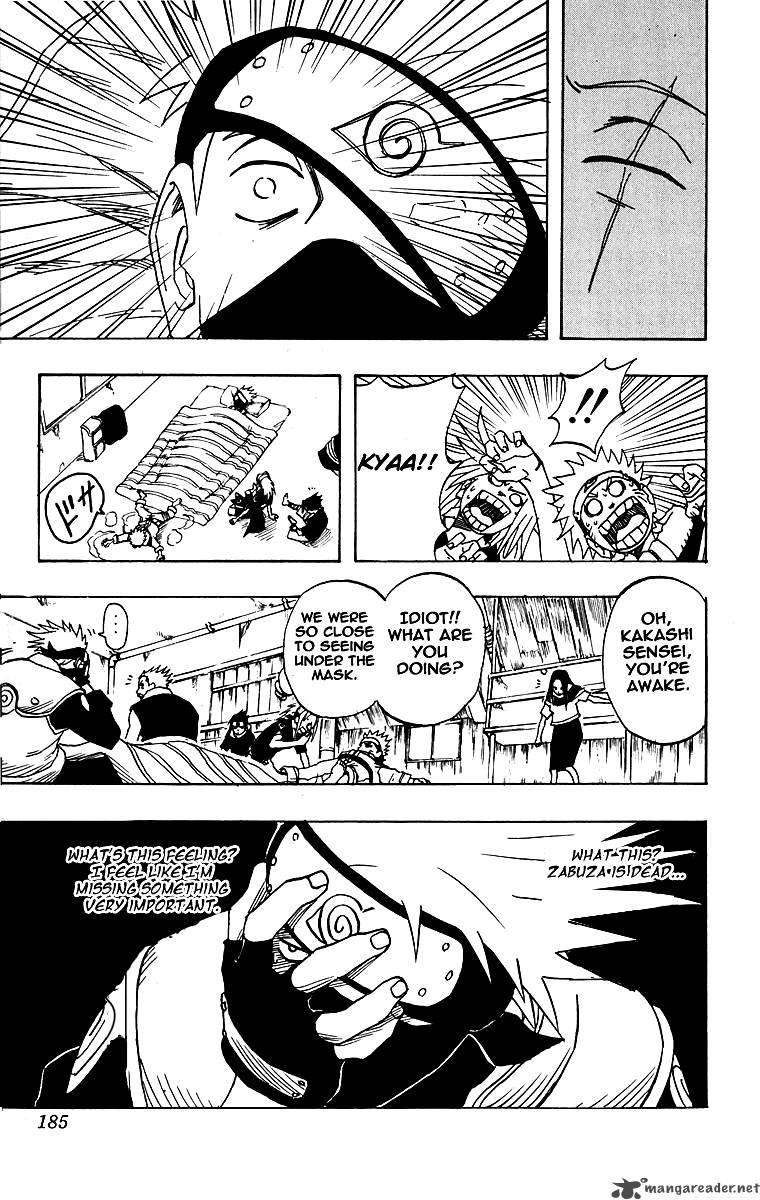 !!
KYAA!!
ドサ
OH,
KAKASHI
SENSEI,
YOU'RE
AWAKE.
IDIOT!!
WHAT ARE
YOU
DOING?
WE WERE
SO CLOSE
TO SEEING
UNDER THE
MASK.
...
WHAT THIS?
ZABUZA IS DEAD...
WHAT'S THIS FEELING?
I FEEL LIKE I'M
MISSING SOMETHING
VERY IMPORTANT.
185
mangareader.net